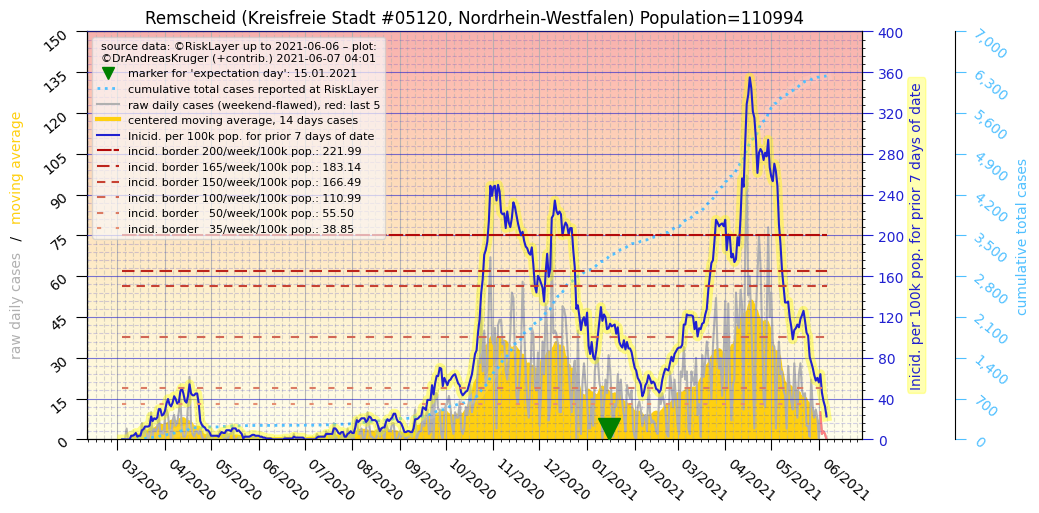 Remscheid (Kreisfreie Stadt #05120, Nordrhein-Westfalen) Population=110994
source data: ©RiskLayer up to 2021-06-06 – plot:
©DrAndreasKruger (+contrib.) 2021-06-07 04:01
marker for 'expectation day': 15.01.2021
cumulative total cases reported at RiskLayer
raw daily cases (weekend-flawed), red: last 5
centered moving average, 14 days cases
Inicid. per 100k pop. for prior 7 days of date
incid. border 200/week/100k pop.: 221.99
incid. border 165/week/100k pop.: 183.14
incid. border 150/week/100k pop.: 166.49
incid. border 100/week/100k pop.: 110.99
incid. border   50/week/100k pop.: 55.50
incid. border   35/week/100k pop.: 38.85
raw daily cases / moving average
150
135
120
105
90
75
60
45
30
15
0
03/2020
04/2020
05/2020
06/2020
07/2020
08/2020
09/2020
10/2020
11/2020
12/2020
01/2021
02/2021
03/2021
04/2021
05/2021
06/2021
400
360
320
280
240
200
160
120
80
40
0
Inicid. per 100k pop. for prior 7 days of date
7,000
6,300
5,600
4,900
4,200
3,500
2,800
2,100
1,400
700
0
cumulative total cases